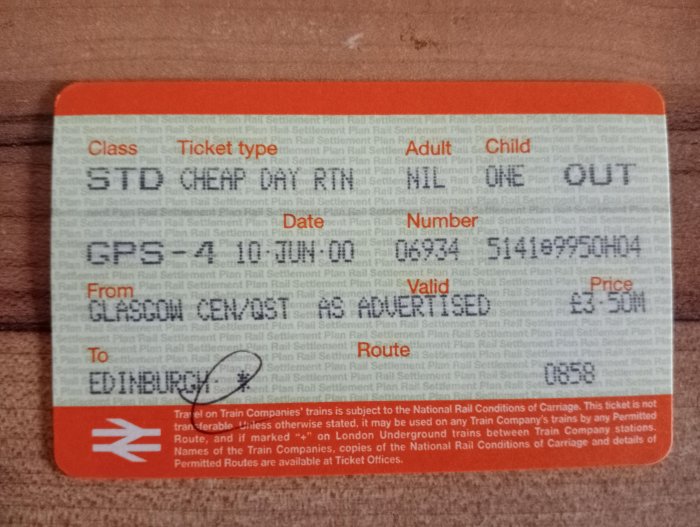 Class Ticket type Adult Child
STD CHEAP DAY RTN NIL ONE OUT
Date Number
GPS-4 10·JUN·00 06934 5141⊕9950H04
From Valid Price
GLASGOW CEN/QST AS ADVERTISED £3·50M
To Route
EDINBURGH· * 0858
Travel on Train Companies' trains is subject to the National Rail Conditions of Carriage. This ticket is not
transferable. Unless otherwise stated, it may be used on any Train Company's trains by any Permitted
Route, and if marked "+" on London Underground trains between Train Company stations.
Names of the Train Companies, copies of the National Rail Conditions of Carriage and details of
Permitted Routes are available at Ticket Offices.